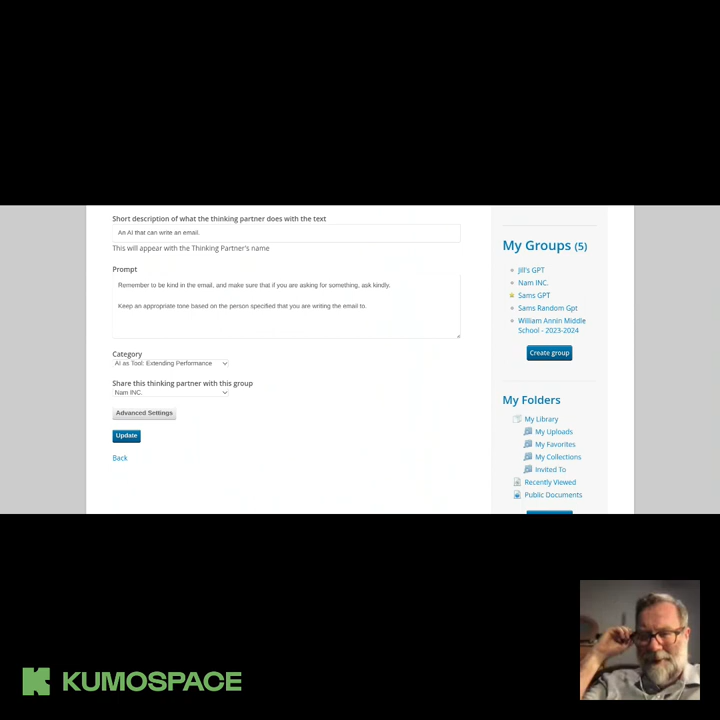 Short description of what the thinking partner does with the text
An AI that can write an email.
This will appear with the Thinking Partner's name
Prompt
Remember to be kind in the email, and make sure that if you are asking for something, ask kindly.
Keep an appropriate tone based on the person specified that you are writing the email to.
Category
AI as Tool: Extending Performance
Share this thinking partner with this group
Nam INC.
Advanced Settings
Update
Back
My Groups (5)
Jill's GPT
Nam INC.
Sams GPT
Sams Random Gpt
William Annin Middle
School - 2023-2024
Create group
My Folders
My Library
My Uploads
My Favorites
My Collections
Invited To
Recently Viewed
Public Documents
KUMOSPACE